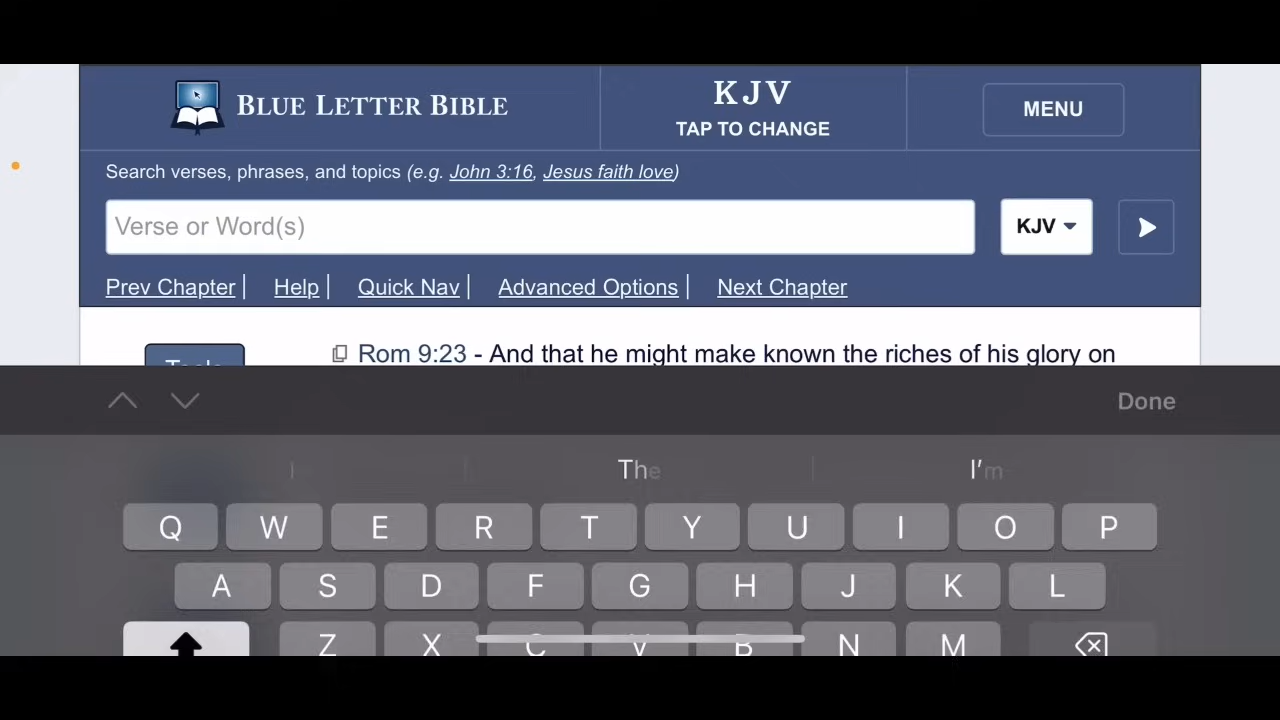 BLUE LETTER BIBLE
KJV
TAP TO CHANGE
MENU
Search verses, phrases, and topics (e.g. John 3:16, Jesus faith love)
Verse or Word(s)
KJV
Prev Chapter | Help | Quick Nav | Advanced Options | Next Chapter
Tools
Rom 9:23 - And that he might make known the riches of his glory on
Done
I The I'm
Q W E R T Y U I O P
A S D F G H J K L
Z X C V B N M